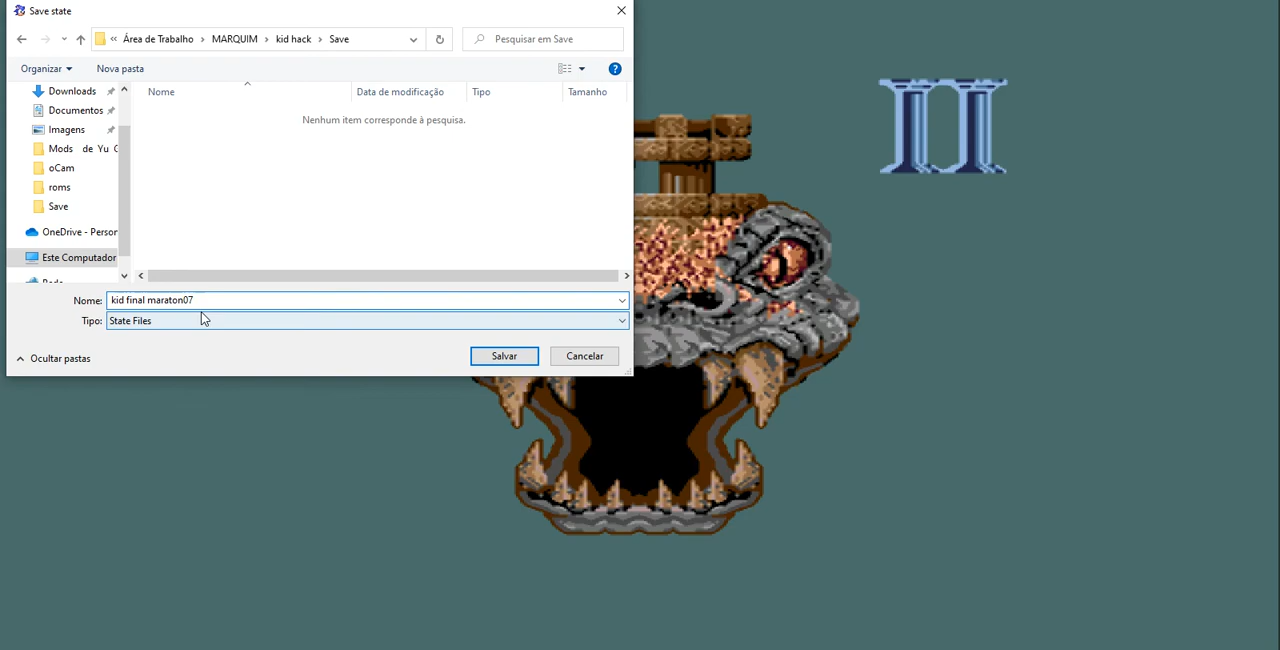 Save state
« Área de Trabalho › MARQUIM › kid hack › Save
Pesquisar em Save
Organizar
Nova pasta
?
Downloads
Documentos
Imagens
Mods de Yu G
oCam
roms
Save
OneDrive - Person
Este Computador
Nome
Data de modificação
Tipo
Tamanho
Nenhum item corresponde à pesquisa.
Nome: kid final maraton07
Tipo: State Files
Ocultar pastas
Salvar
Cancelar
II